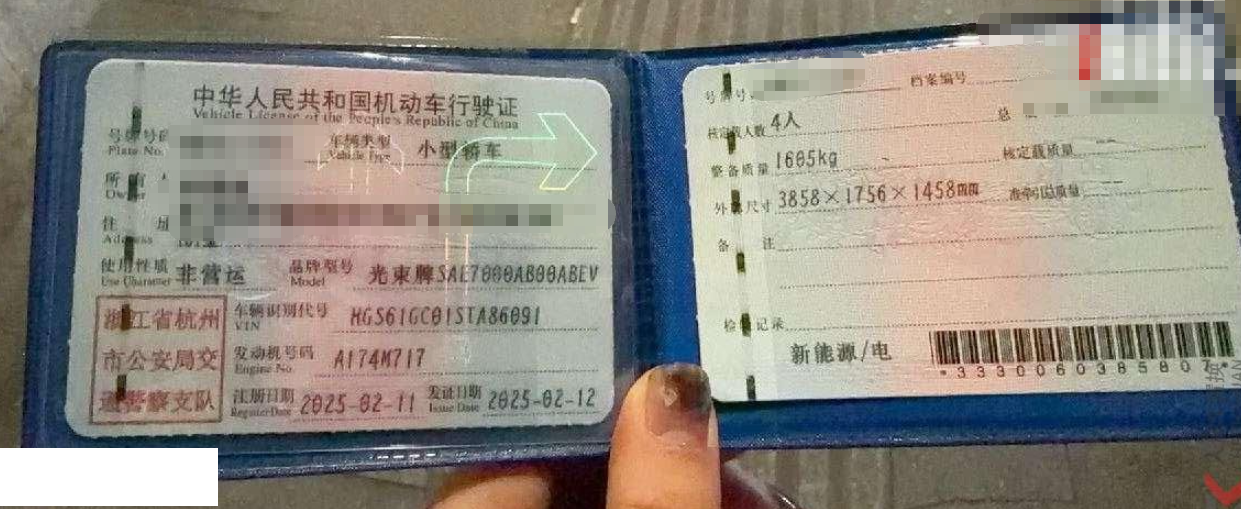 中华人民共和国机动车行驶证
Vehicle License of the People's Republic of China
号牌号码
Plate No.
车辆类型
Vehicle Type
小型轿车
所有人
Owner
住 址
Address
使用性质
Use Character
非营运
品牌型号
Model
光束牌SAE7000AB00ABEV
浙江省杭州
市公安局交
通警察支队
车辆识别代号
VIN
HGS61GC01STA86091
发动机号码
Engine No.
A174M717
注册日期
Register Date
2025-02-11
发证日期
Issue Date
2025-02-12
号牌号
档案编号
核定载人数 4人
总
整备质量 1605kg
核定载质量 --
外廓尺寸 3858×1756×1458mm
准牵引总质量 --
备 注
检验记录
新能源/电
*3330060385807*